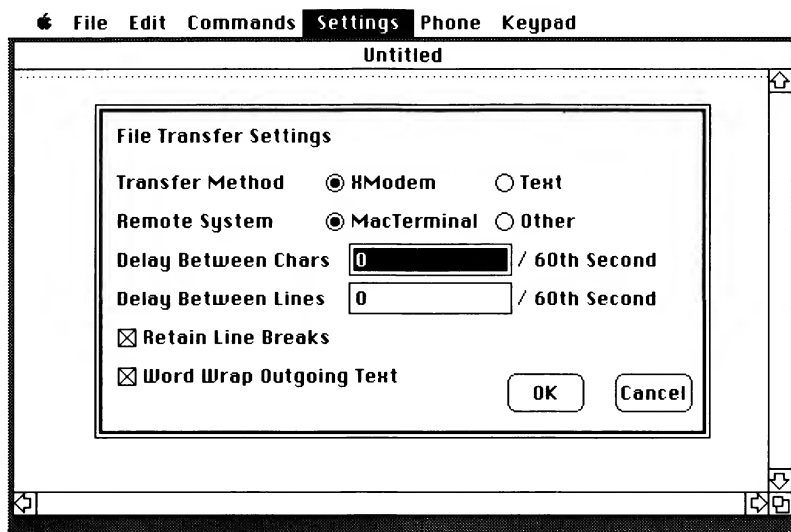 File Edit Commands Settings Phone Keypad
Untitled
File Transfer Settings
Transfer Method XModem Text
Remote System MacTerminal Other
Delay Between Chars 0 / 60th Second
Delay Between Lines 0 / 60th Second
Retain Line Breaks
Word Wrap Outgoing Text
OK Cancel